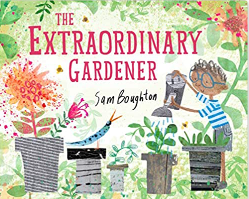 THE
EXTRAORDINARY
GARDENER
Sam Boughton